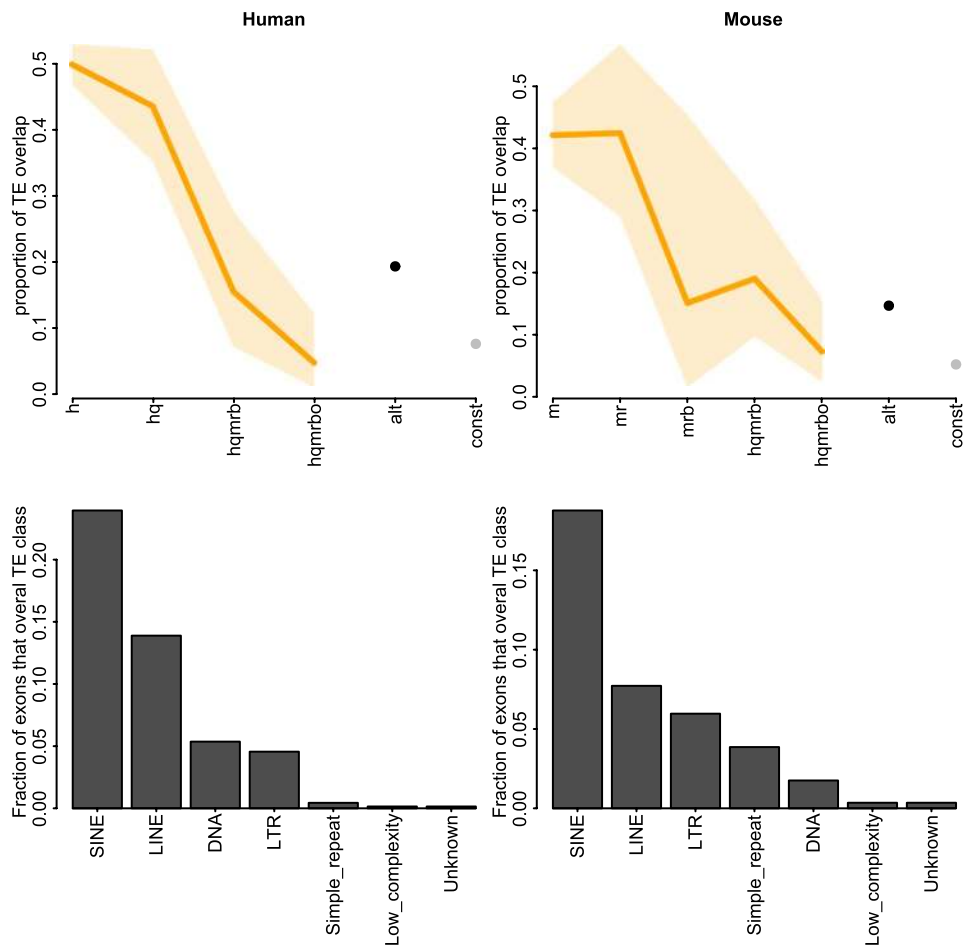 Human
proportion of TE overlap
0.5
0.4
0.3
0.2
0.1
0.0
h
hq
hqmrb
hqmrbo
alt
const
Mouse
proportion of TE overlap
0.5
0.4
0.3
0.2
0.1
0.0
m
mr
mrb
hqmrb
hqmrbo
alt
const
Fraction of exons that overal TE class
0.20
0.15
0.10
0.05
0.00
SINE
LINE
DNA
LTR
Simple_repeat
Low_complexity
Unknown
Fraction of exons that overal TE class
0.15
0.10
0.05
0.00
SINE
LINE
LTR
Simple_repeat
DNA
Low_complexity
Unknown